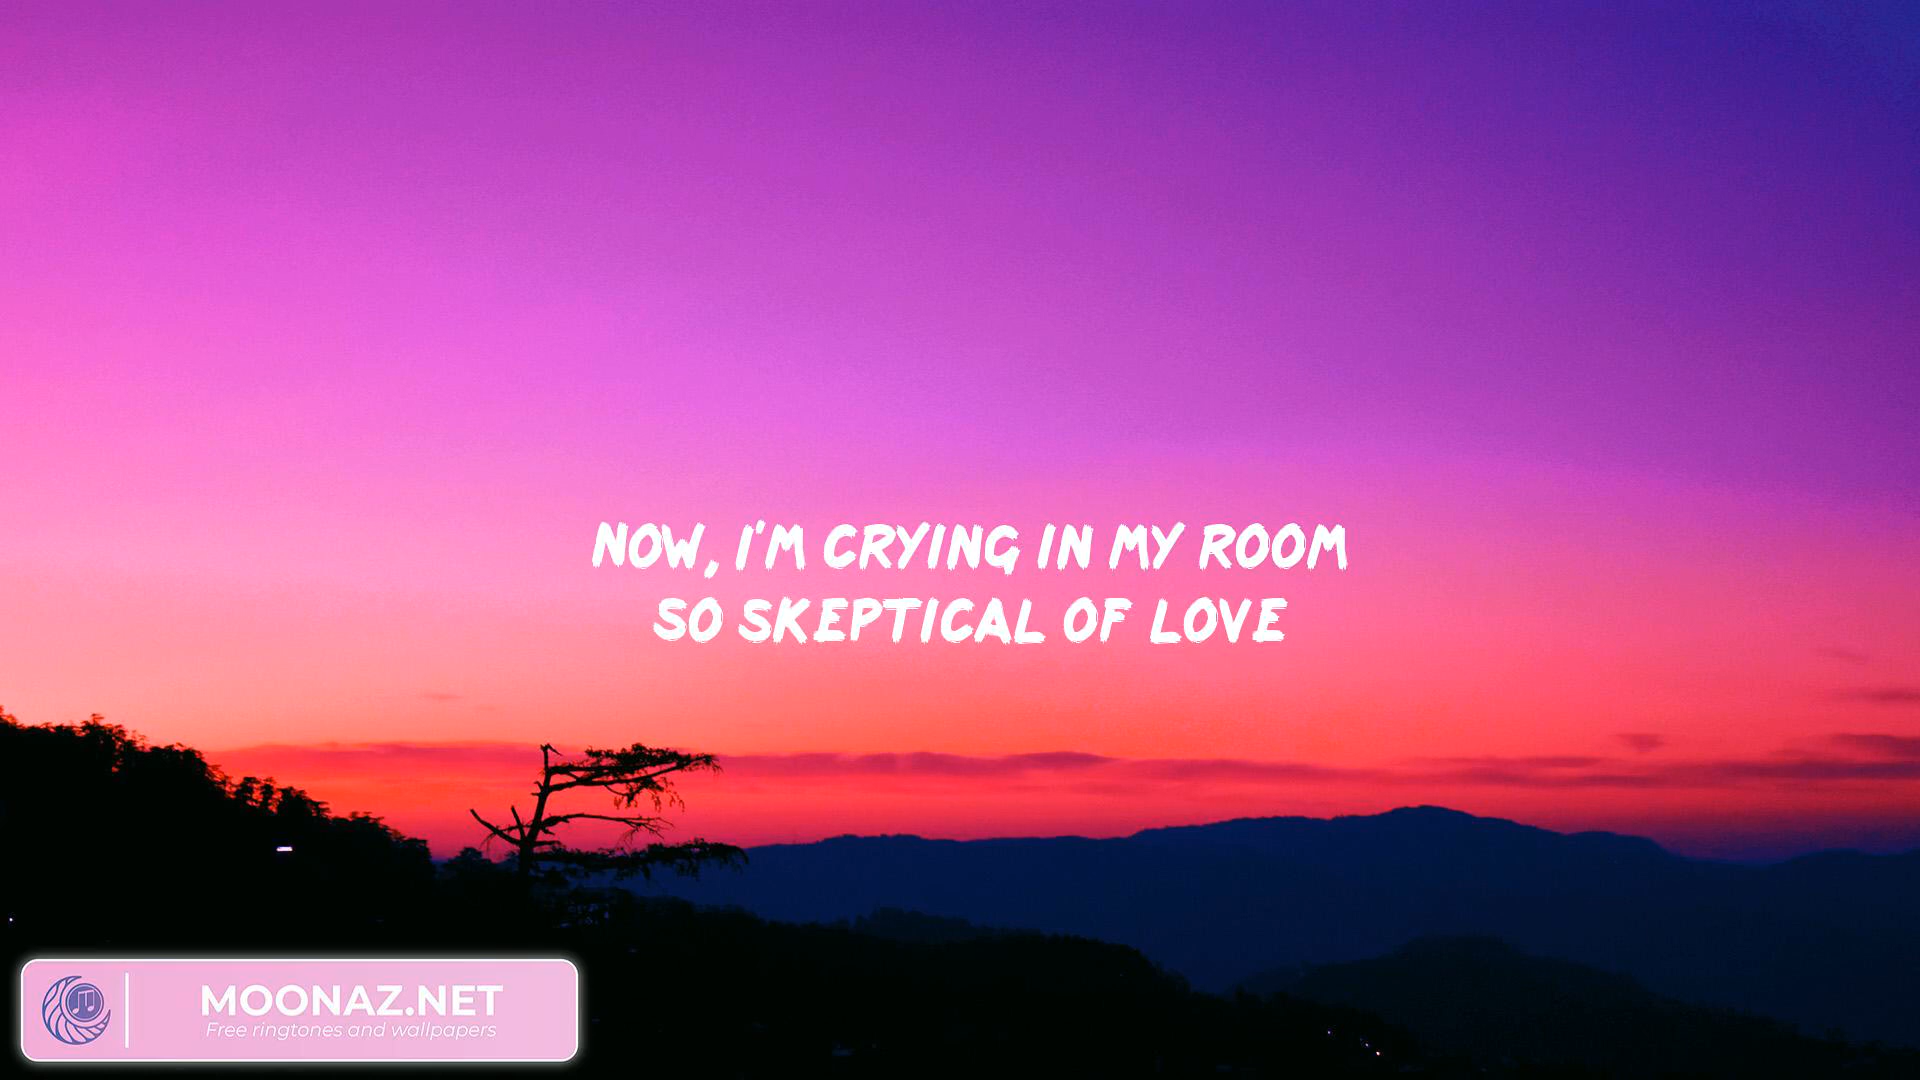 NOW, I'M CRYING IN MY ROOM
SO SKEPTICAL OF LOVE
MOONAZ.NET
Free ringtones and wallpapers